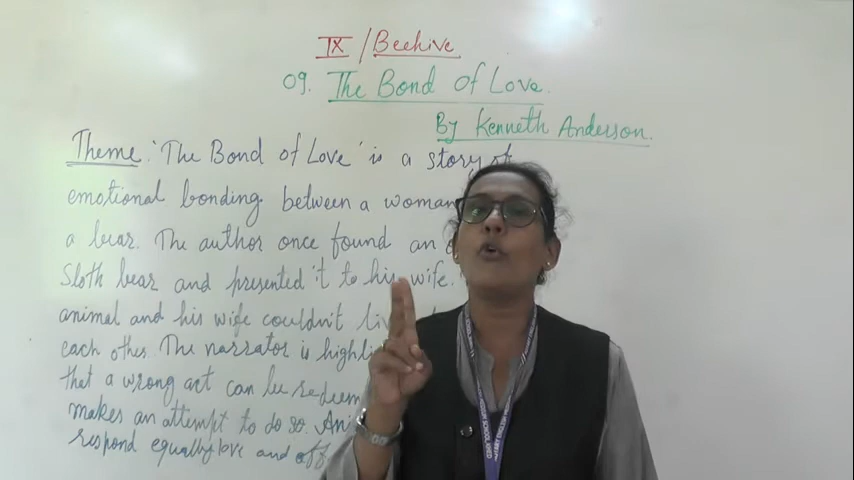 IX / Beehive
09. The Bond Of Love.
By Kenneth Anderson.
Theme: 'The Bond of Love' is a story of
emotional bonding between a woman
a bear. The author once found an
Sloth bear and presented it to his wife.
animal and his wife couldn't
each other. The narrator is
that a wrong act can be
makes an attempt to do so.
respond equally love and